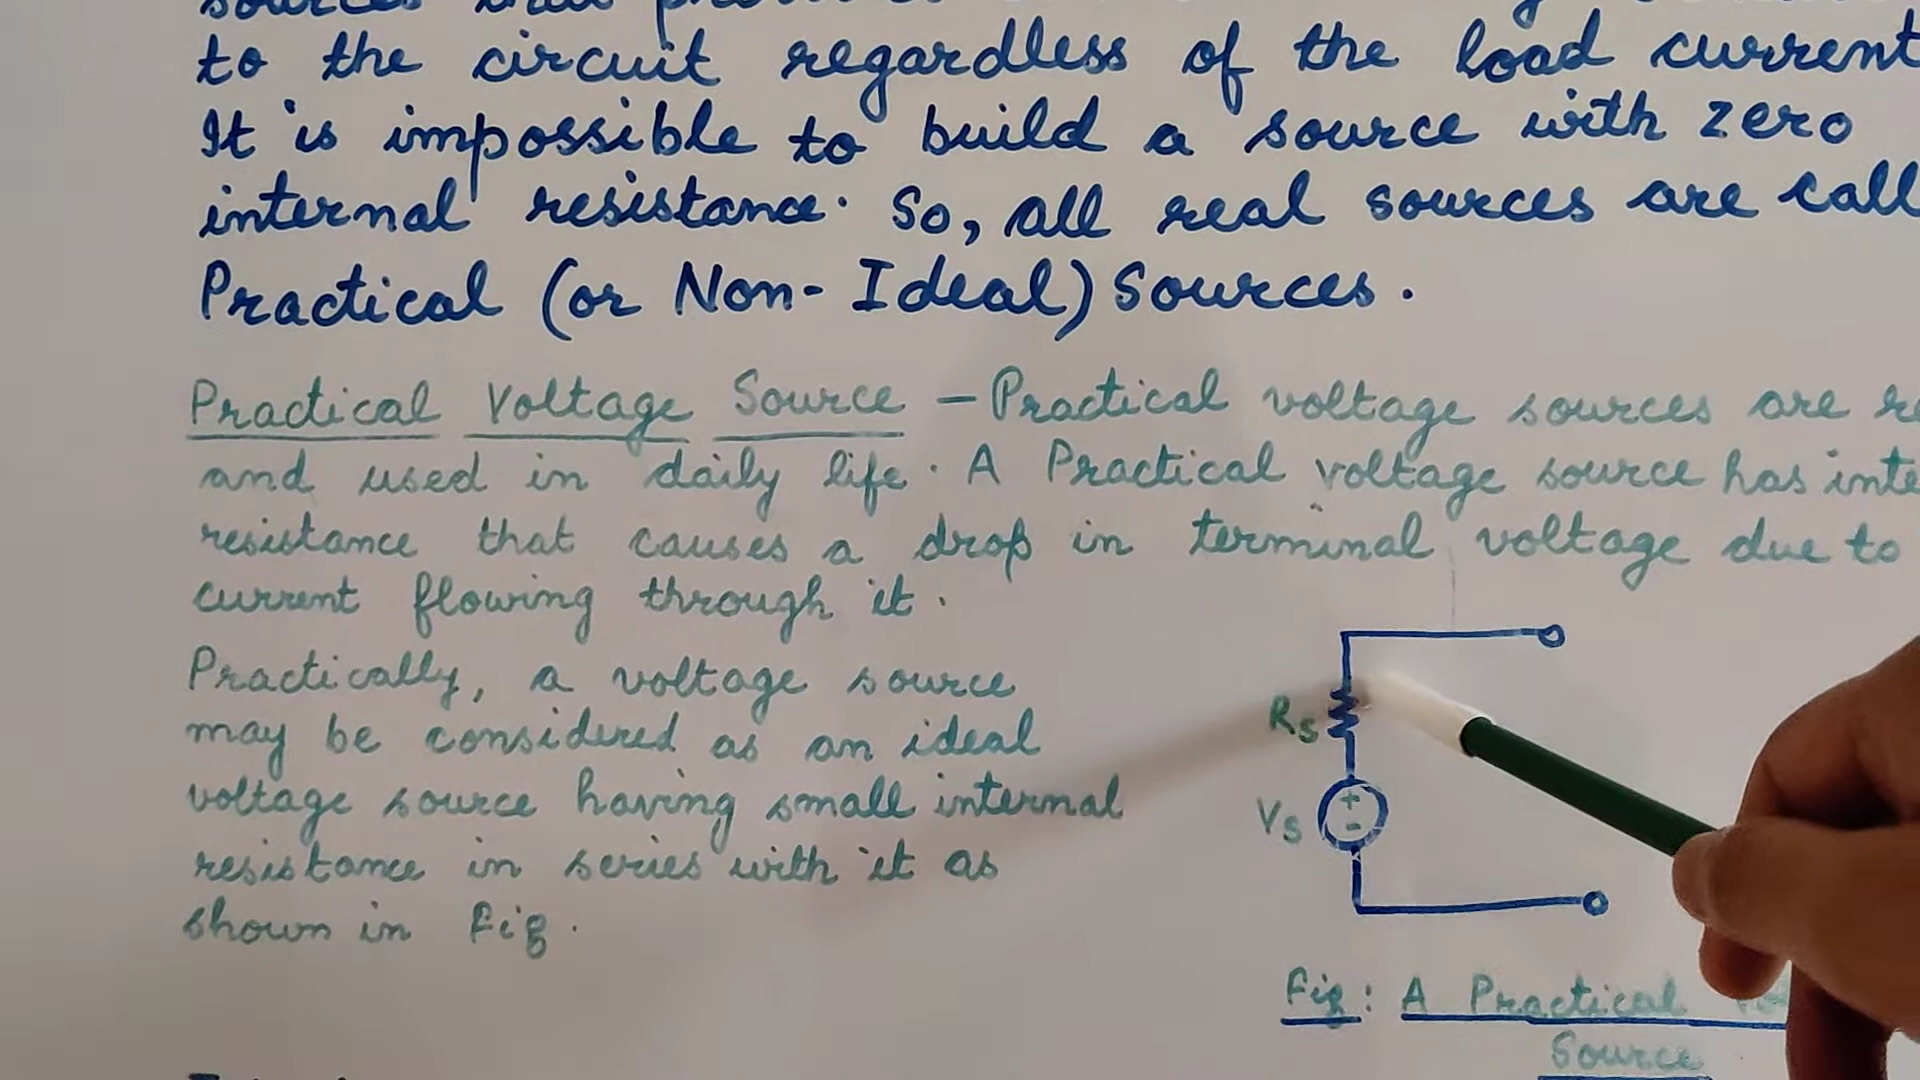 to the circuit regardless of the load current
It is impossible to build a source with zero
internal resistance. So, all real sources are call
Practical (or Non-Ideal) Sources.
Practical Voltage Source - Practical voltage sources are
and used in daily life. A Practical voltage source has inte
resistance that causes a drop in terminal voltage due to
current flowing through it.
Practically, a voltage source
may be considered as an ideal
voltage source having small internal
resistance in series with it as
shown in Fig.
Rs
Vs
+
-
Fig: A Practical
Source